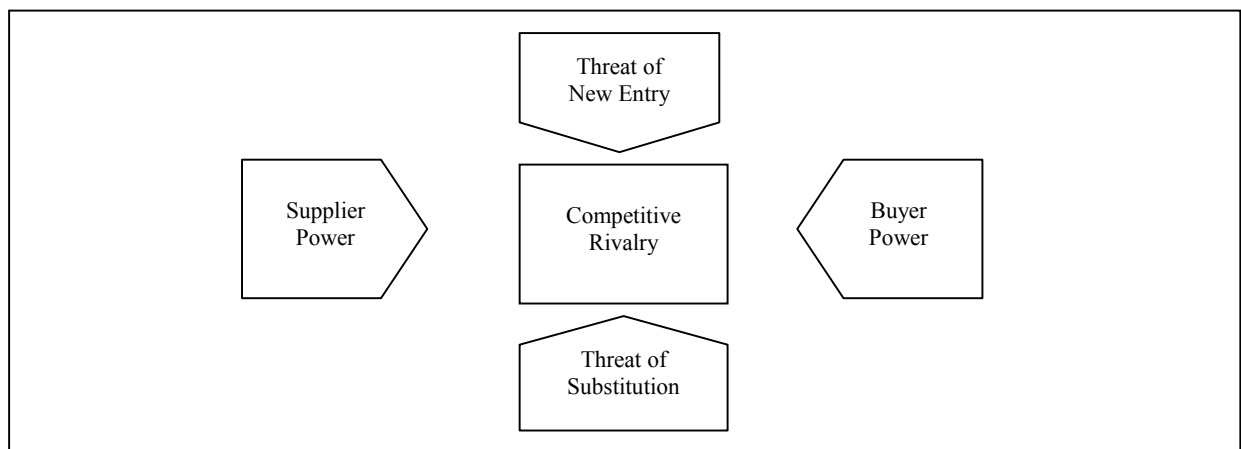 Threat of
New Entry
Supplier
Power
Competitive
Rivalry
Buyer
Power
Threat of
Substitution